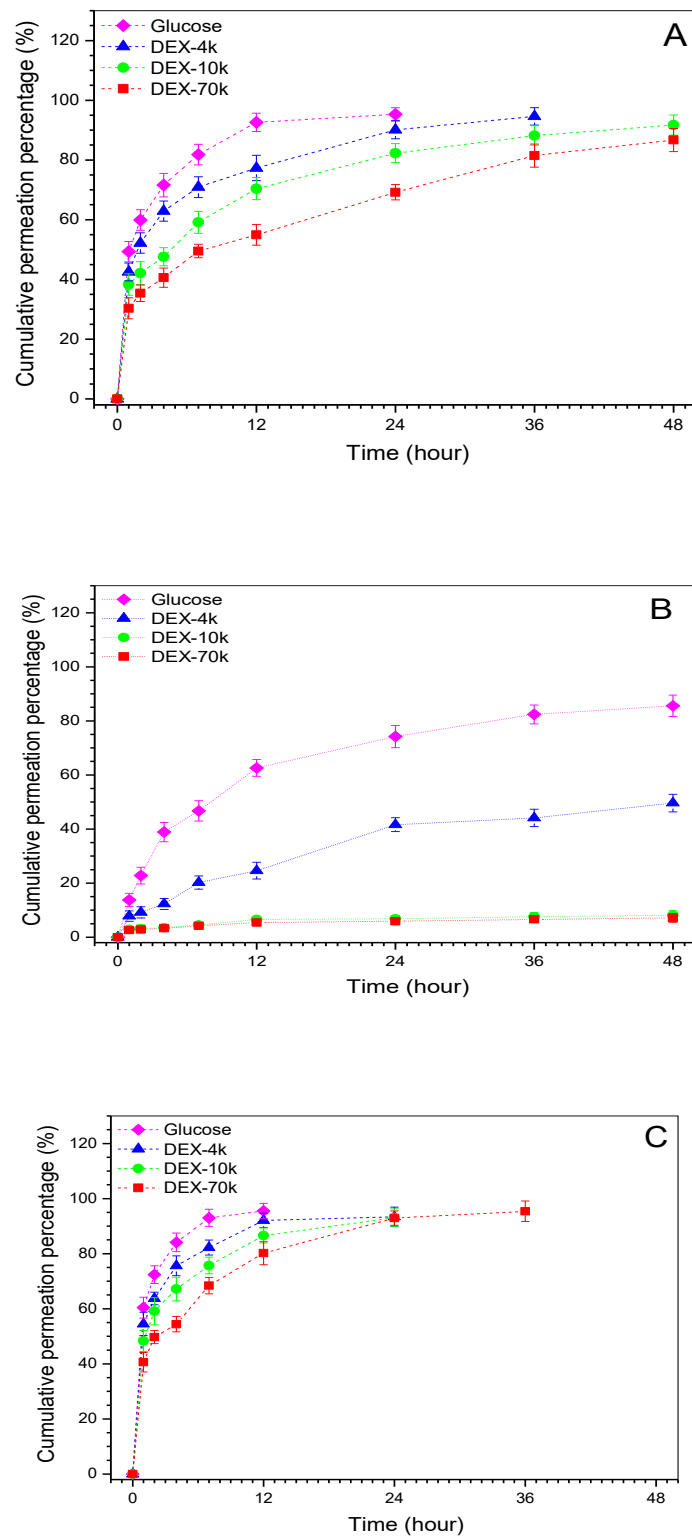 A
Glucose
DEX-4k
DEX-10k
DEX-70k
120
100
80
60
40
20
0
Cumulative permeation percentage (%)
0 12 24 36 48
Time (hour)
B
Glucose
DEX-4k
DEX-10k
DEX-70k
120
100
80
60
40
20
0
Cumulative permeation percentage (%)
0 12 24 36 48
Time (hour)
C
Glucose
DEX-4k
DEX-10k
DEX-70k
120
100
80
60
40
20
0
Cumulative permeation percentage (%)
0 12 24 36 48
Time (hour)